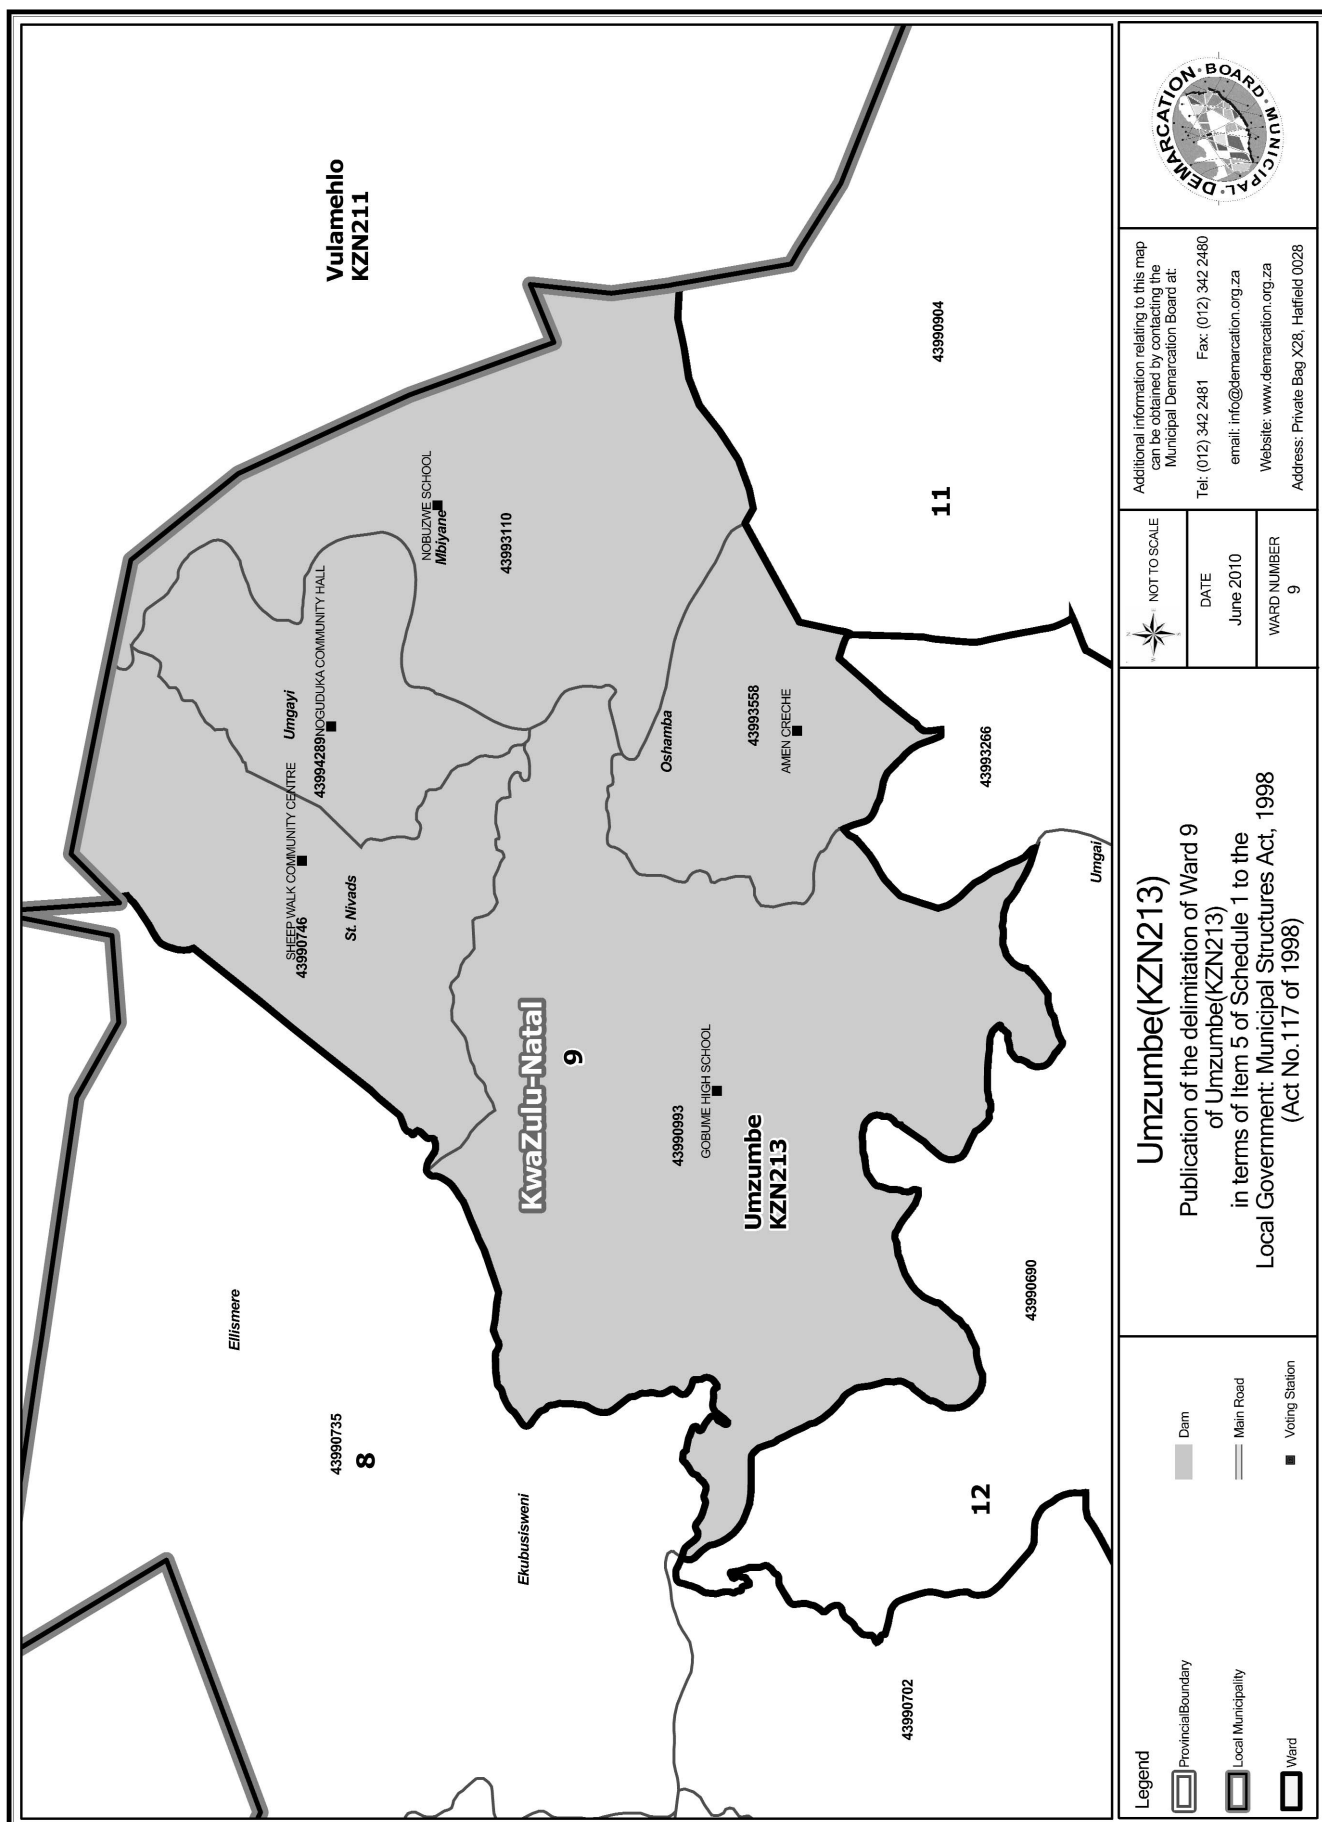 Vulamehlo
KZN211
NOBUZWE SCHOOL
Mbiyane
43993110
Umgayi
43994289
NOGUDUKA COMMUNITY HALL
SHEEP WALK COMMUNITY CENTRE
43990746
St. Nivads
KwaZulu-Natal
9
Oshamba
43993558
AMEN CRECHE
43990904
11
43993266
Umgai
43990993
GOBUME HIGH SCHOOL
Umzumbe
KZN213
Ellismere
43990735
8
Ekubusisweni
43990690
12
43990702
Legend
ProvincialBoundary
Local Municipality
Ward
Dam
Main Road
Voting Station
Umzumbe(KZN213)
Publication of the delimitation of Ward 9
of Umzumbe(KZN213)
in terms of Item 5 of Schedule 1 to the
Local Government: Municipal Structures Act, 1998
(Act No.117 of 1998)
N
W
E
S
NOT TO SCALE
DATE
June 2010
WARD NUMBER
9
Additional information relating to this map
can be obtained by contacting the
Municipal Demarcation Board at:
Tel: (012) 342 2481 Fax: (012) 342 2480
email: info@demarcation.org.za
Website: www.demarcation.org.za
Address: Private Bag X28, Hatfield 0028
MUNICIPAL · DEMARCATION · BOARD ·